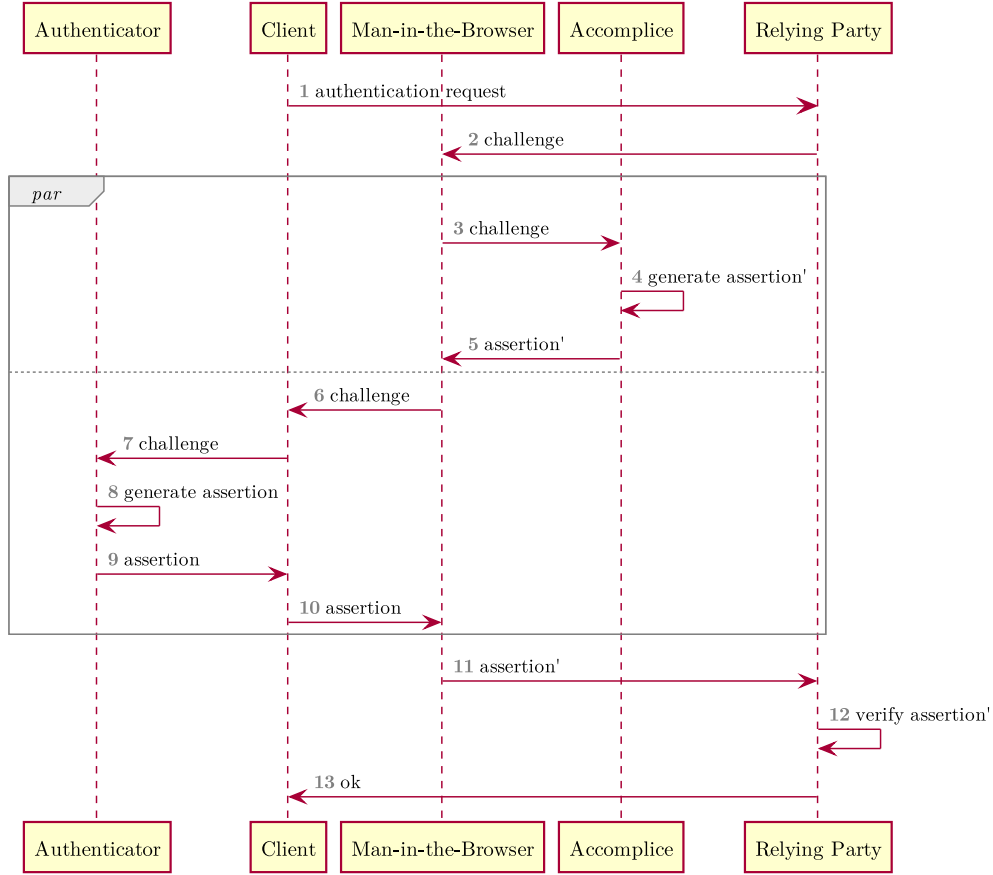 Authenticator
Client
Man-in-the-Browser
Accomplice
Relying Party
1 authentication request
2 challenge
par
3 challenge
4 generate assertion'
5 assertion'
6 challenge
7 challenge
8 generate assertion
9 assertion
10 assertion
11 assertion'
12 verify assertion'
13 ok
Authenticator
Client
Man-in-the-Browser
Accomplice
Relying Party